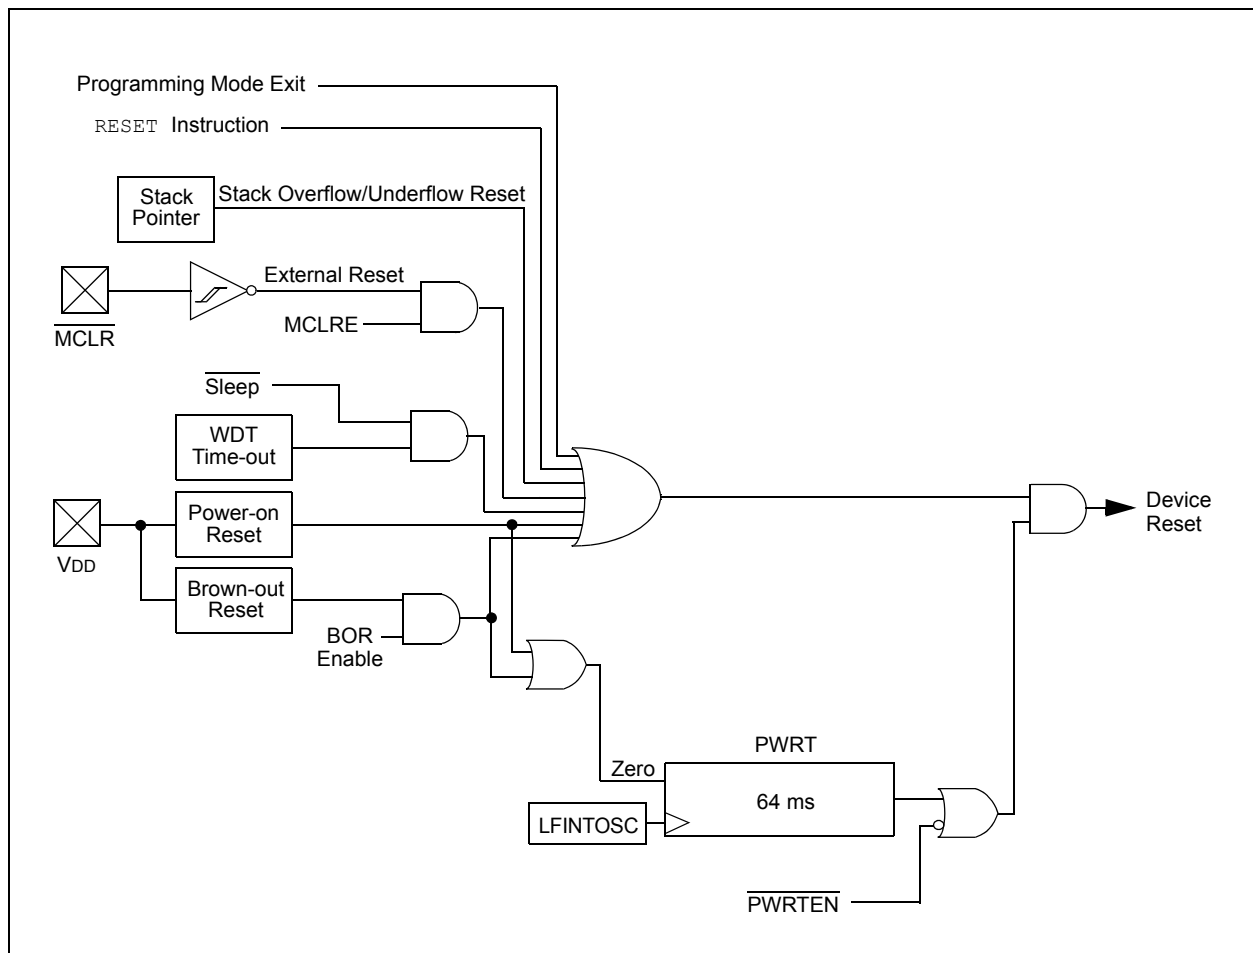 Programming Mode Exit
RESET Instruction
Stack
Pointer
Stack Overflow/Underflow Reset
External Reset
MCLR
MCLRE
Sleep
WDT
Time-out
Power-on
Reset
VDD
Brown-out
Reset
BOR
Enable
Device
Reset
PWRT
Zero
64 ms
LFINTOSC
PWRTEN